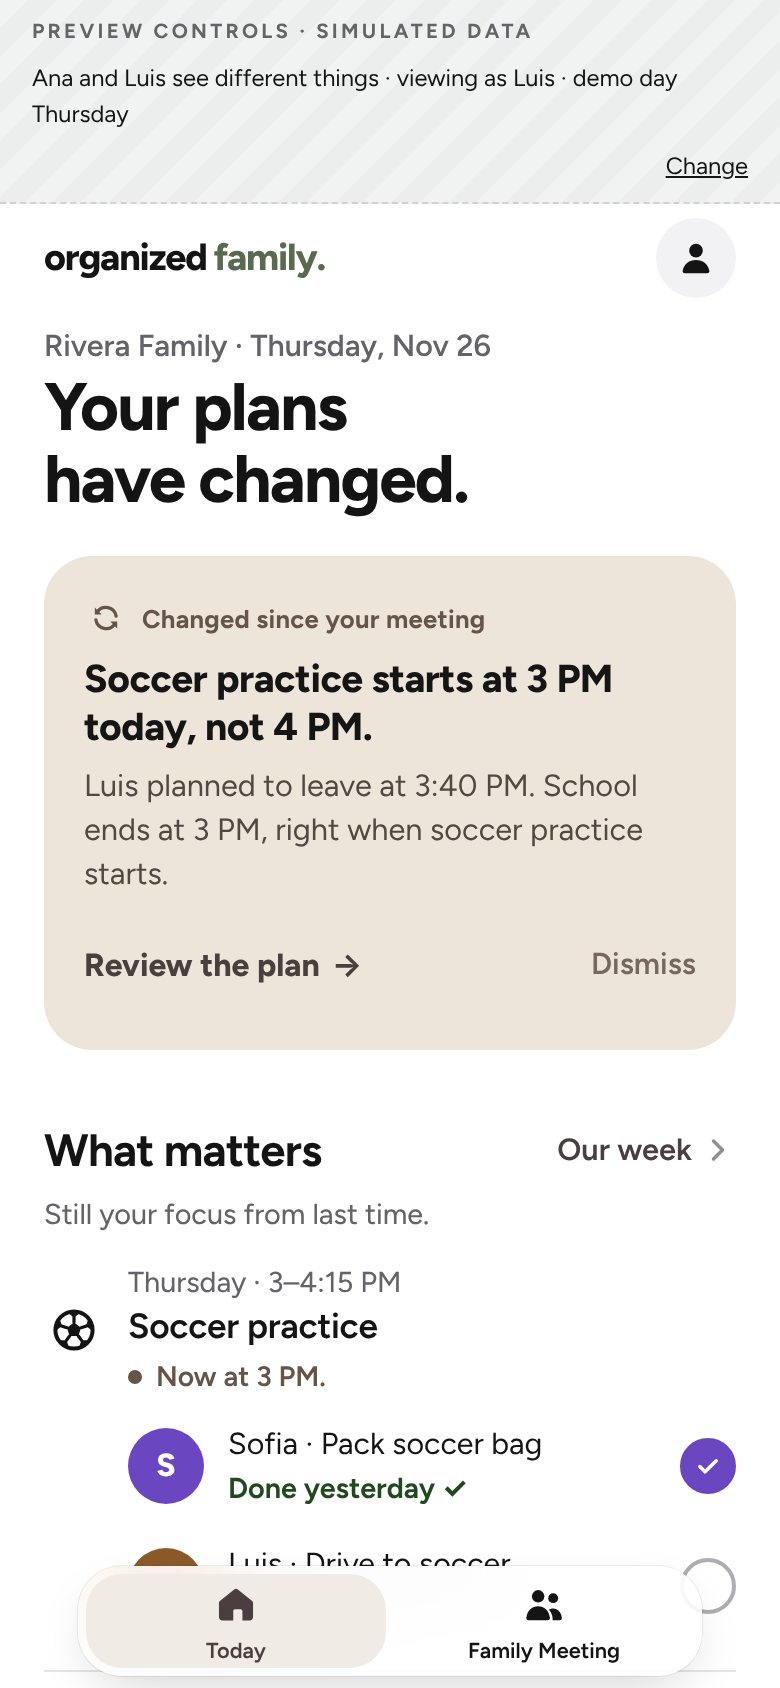 PREVIEW CONTROLS · SIMULATED DATA
Ana and Luis see different things · viewing as Luis · demo day
Thursday
Change
organized family.
Rivera Family · Thursday, Nov 26
Your plans
have changed.
Changed since your meeting
Soccer practice starts at 3 PM
today, not 4 PM.
Luis planned to leave at 3:40 PM. School
ends at 3 PM, right when soccer practice
starts.
Review the plan →
Dismiss
What matters
Our week
Still your focus from last time.
Thursday · 3–4:15 PM
Soccer practice
Now at 3 PM.
S
Sofia · Pack soccer bag
Done yesterday ✓
Luis · Drive to soccer
Today
Family Meeting